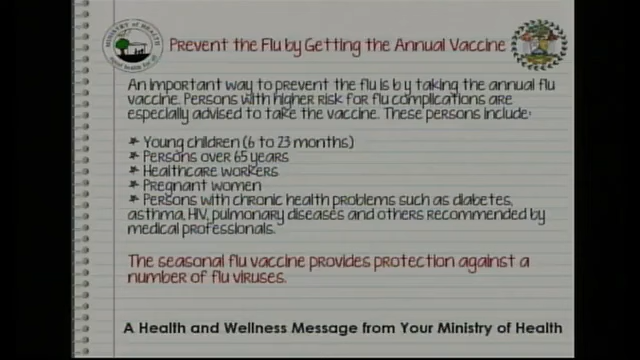 MINISTRY of HEALTH
Prevent the Flu by Getting the Annual Vaccine
An important way to prevent the flu is by taking the annual flu
vaccine. Persons with higher risk for flu complications are
especially advised to take the vaccine. These persons include:
* Young children (6 to 23 months)
* Persons over 65 years
* Healthcare workers
* Pregnant women
* Persons with chronic health problems such as diabetes,
asthma, HIV, pulmonary diseases and others recommended by
medical professionals.
The seasonal flu vaccine provides protection against a
number of flu viruses.
A Health and Wellness Message from Your Ministry of Health